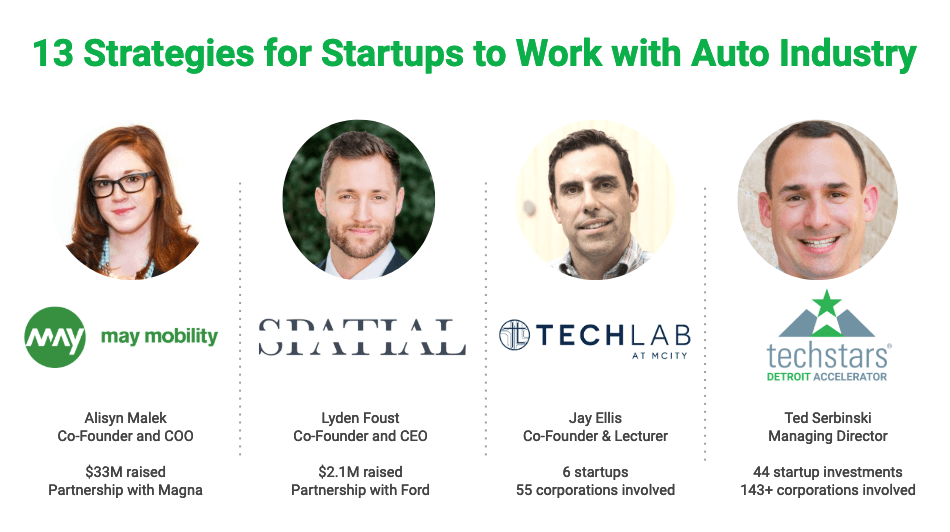 13 Strategies for Startups to Work with Auto Industry
may
may mobility
SPATIAL
TL
TECHLAB
AT MCITY
techstars®
DETROIT ACCELERATOR
Alisyn Malek
Co-Founder and COO
$33M raised
Partnership with Magna
Lyden Foust
Co-Founder and CEO
$2.1M raised
Partnership with Ford
Jay Ellis
Co-Founder & Lecturer
6 startups
55 corporations involved
Ted Serbinski
Managing Director
44 startup investments
143+ corporations involved